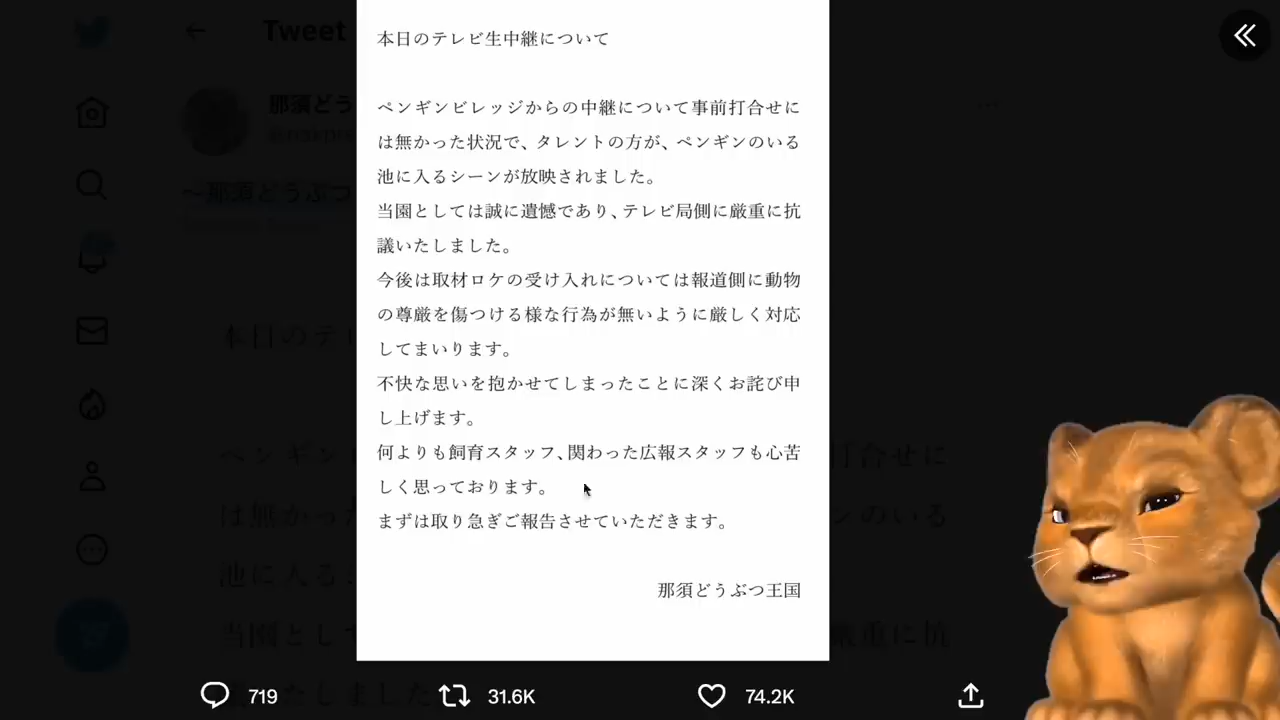 Tweet
那須どう
～那須どうぶつ
本日のテレビ生中継について
ペンギンビレッジからの中継について事前打合せに
は無かった状況で、タレントの方が、ペンギンのいる
池に入るシーンが放映されました。
当園としては誠に遺憾であり、テレビ局側に厳重に抗
議いたしました。
今後は取材ロケの受け入れについては報道側に動物
の尊厳を傷つける様な行為が無いように厳しく対応
してまいります。
不快な思いを抱かせてしまったことに深くお詫び申
し上げます。
何よりも飼育スタッフ、関わった広報スタッフも心苦
しく思っております。
まずは取り急ぎご報告させていただきます。
那須どうぶつ王国
719
31.6K
74.2K